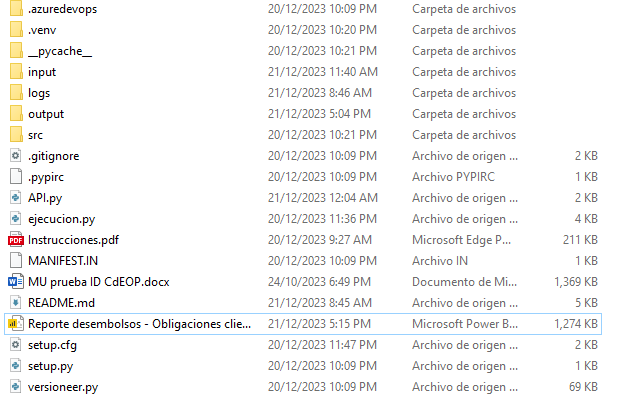 .azuredevops 20/12/2023 10:09 PM Carpeta de archivos
.venv 20/12/2023 10:20 PM Carpeta de archivos
__pycache__ 20/12/2023 10:21 PM Carpeta de archivos
input 21/12/2023 11:40 AM Carpeta de archivos
logs 21/12/2023 8:46 AM Carpeta de archivos
output 21/12/2023 5:04 PM Carpeta de archivos
src 20/12/2023 10:21 PM Carpeta de archivos
.gitignore 20/12/2023 10:09 PM Archivo de origen ... 2 KB
.pypirc 20/12/2023 10:09 PM Archivo PYPIRC 1 KB
API.py 21/12/2023 12:04 AM Archivo de origen ... 2 KB
ejecucion.py 20/12/2023 11:36 PM Archivo de origen ... 4 KB
PDF Instrucciones.pdf 20/12/2023 9:27 AM Microsoft Edge P... 211 KB
MANIFEST.IN 20/12/2023 10:09 PM Archivo IN 1 KB
MU prueba ID CdEOP.docx 24/10/2023 6:49 PM Documento de Mi... 1,369 KB
README.md 21/12/2023 8:45 AM Archivo de origen ... 5 KB
Reporte desembolsos - Obligaciones clie... 21/12/2023 5:15 PM Microsoft Power B... 1,274 KB
setup.cfg 20/12/2023 11:47 PM Archivo de origen ... 2 KB
setup.py 20/12/2023 10:09 PM Archivo de origen ... 1 KB
versioneer.py 20/12/2023 10:09 PM Archivo de origen ... 69 KB